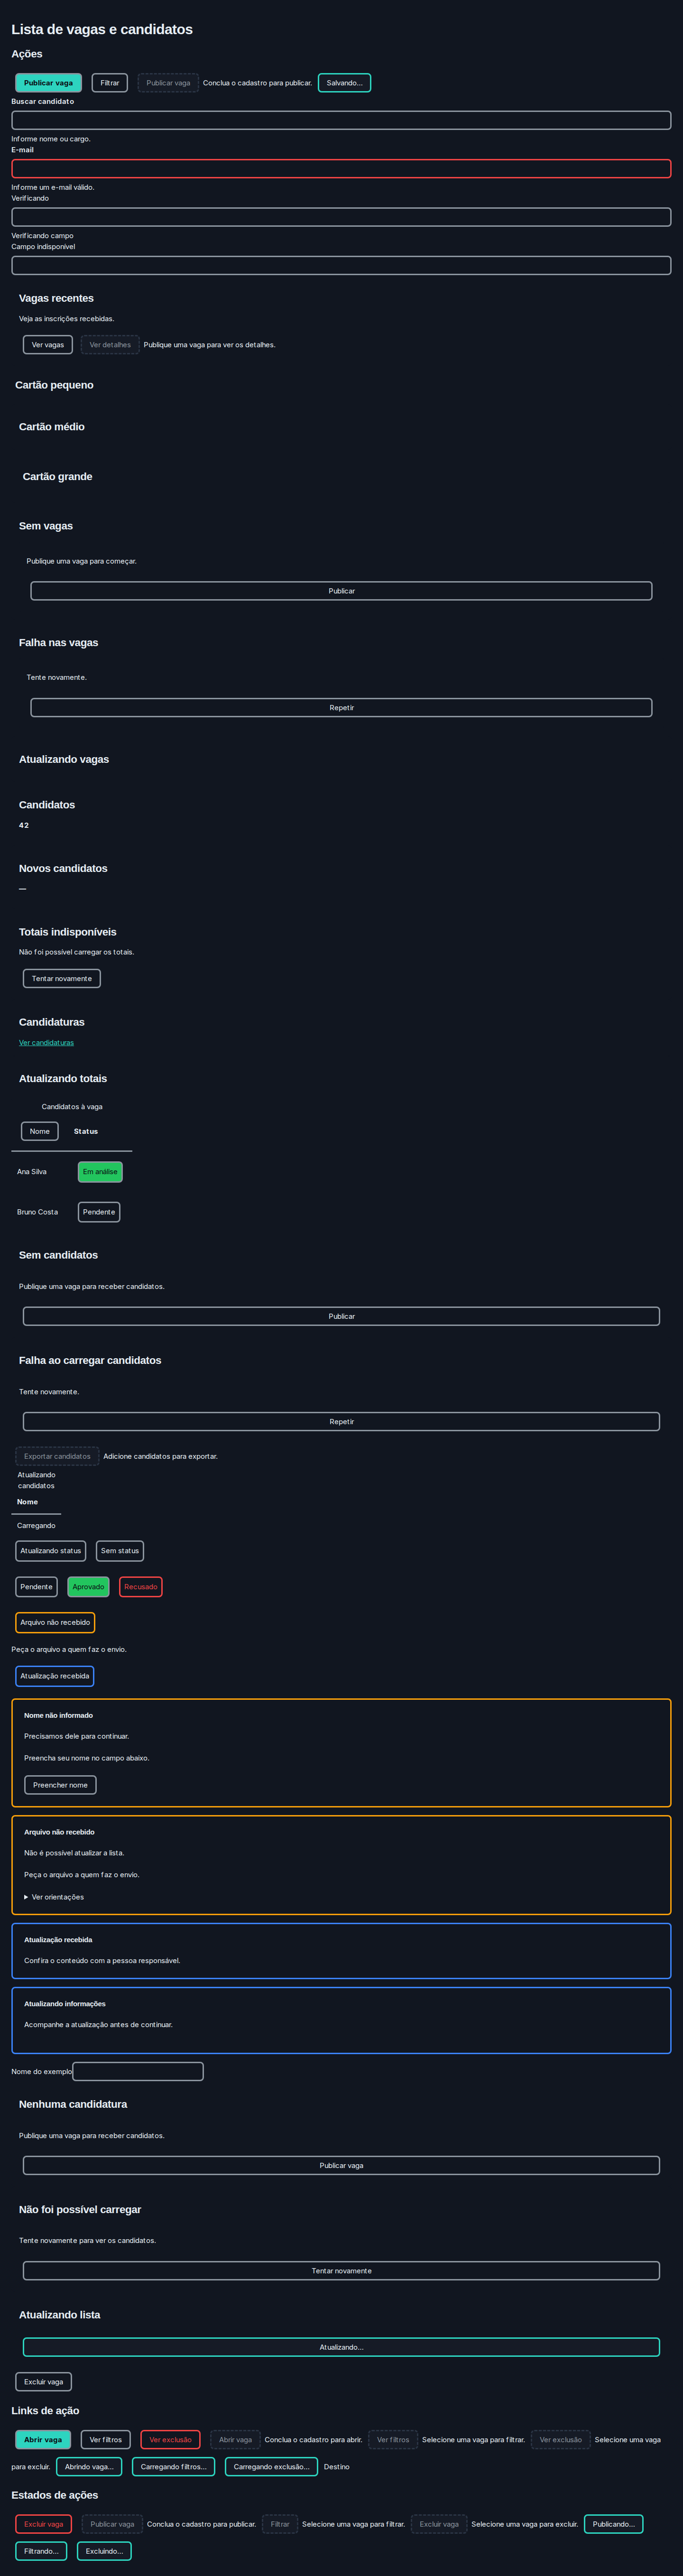 Lista de vagas e candidatos
Ações
Publicar vaga Filtrar Publicar vaga Conclua o cadastro para publicar. Salvando...
Buscar candidato
Informe nome ou cargo.
E-mail
Informe um e-mail válido.
Verificando
Verificando campo
Campo indisponível
Vagas recentes
Veja as inscrições recebidas.
Ver vagas Ver detalhes Publique uma vaga para ver os detalhes.
Cartão pequeno
Cartão médio
Cartão grande
Sem vagas
Publique uma vaga para começar.
Publicar
Falha nas vagas
Tente novamente.
Repetir
Atualizando vagas
Candidatos
42
Novos candidatos
—
Totais indisponíveis
Não foi possível carregar os totais.
Tentar novamente
Candidaturas
Ver candidaturas
Atualizando totais
Candidatos à vaga
Nome Status
Ana Silva Em análise
Bruno Costa Pendente
Sem candidatos
Publique uma vaga para receber candidatos.
Publicar
Falha ao carregar candidatos
Tente novamente.
Repetir
Exportar candidatos Adicione candidatos para exportar.
Atualizando
candidatos
Nome
Carregando
Atualizando status Sem status
Pendente Aprovado Recusado
Arquivo não recebido
Peça o arquivo a quem faz o envio.
Atualização recebida
Nome não informado
Precisamos dele para continuar.
Preencha seu nome no campo abaixo.
Preencher nome
Arquivo não recebido
Não é possível atualizar a lista.
Peça o arquivo a quem faz o envio.
Ver orientações
Atualização recebida
Confira o conteúdo com a pessoa responsável.
Atualizando informações
Acompanhe a atualização antes de continuar.
Nome do exemplo
Nenhuma candidatura
Publique uma vaga para receber candidatos.
Publicar vaga
Não foi possível carregar
Tente novamente para ver os candidatos.
Tentar novamente
Atualizando lista
Atualizando...
Excluir vaga
Links de ação
Abrir vaga Ver filtros Ver exclusão Abrir vaga Conclua o cadastro para abrir. Ver filtros Selecione uma vaga para filtrar. Ver exclusão Selecione uma vaga
para excluir. Abrindo vaga... Carregando filtros... Carregando exclusão... Destino
Estados de ações
Excluir vaga Publicar vaga Conclua o cadastro para publicar. Filtrar Selecione uma vaga para filtrar. Excluir vaga Selecione uma vaga para excluir. Publicando...
Filtrando... Excluindo...